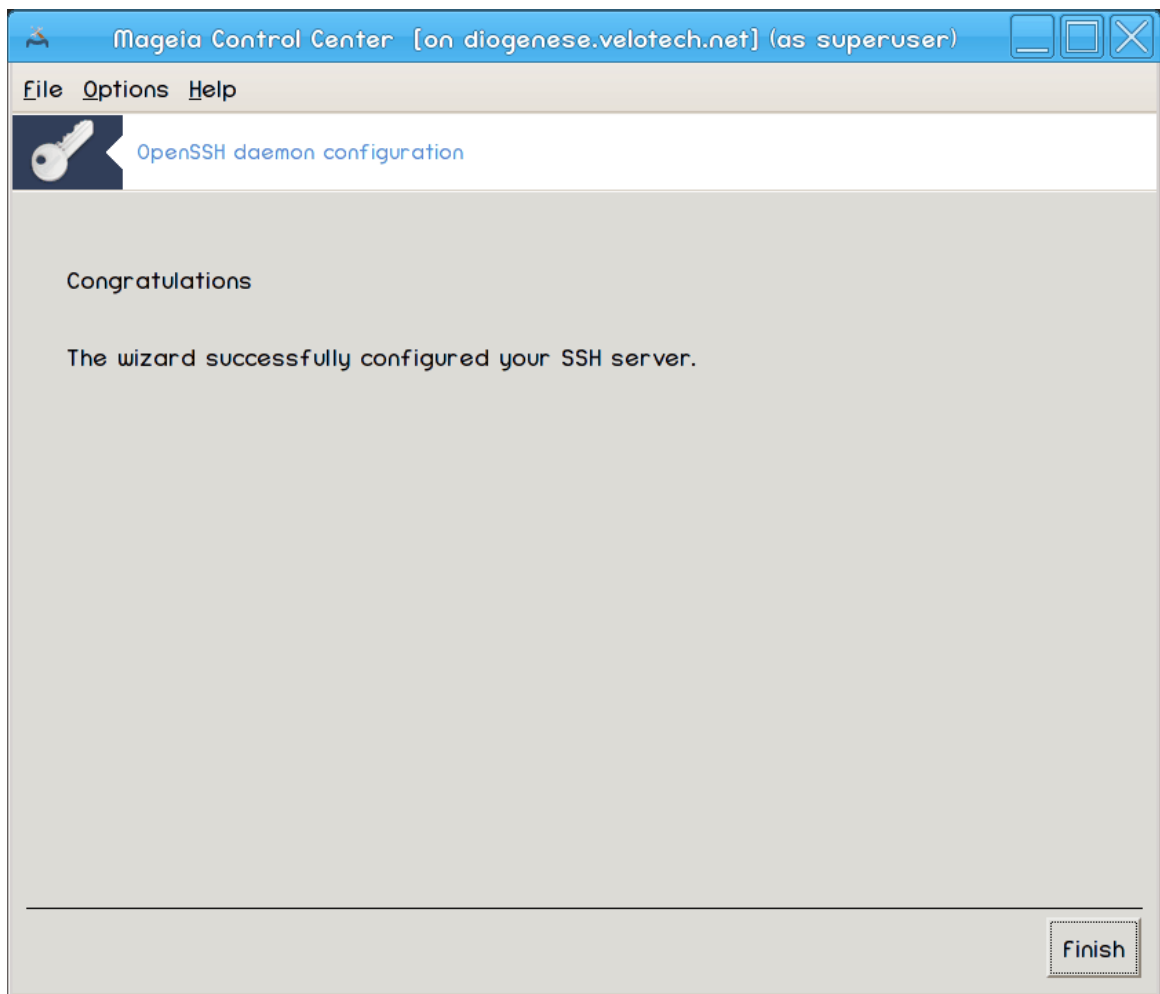 Mageia Control Center [on diogenese.velotech.net] (as superuser)
File Options Help
OpenSSH daemon configuration
Congratulations
The wizard successfully configured your SSH server.
Finish